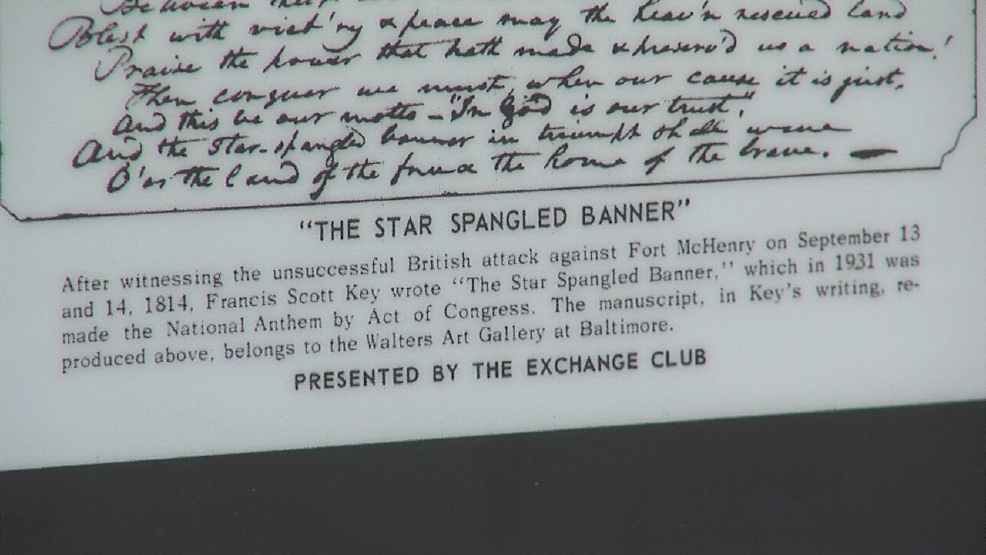 Between their
Blest with vict'ry & peace may the heav'n rescued land
Praise the power that hath made & preserv'd us a nation!
Then conquer we must, when our cause it is just,
And this be our motto – "In God is our trust,"
And the star-spangled banner in triumph shall wave
O'er the land of the free & the home of the brave. —
"THE STAR SPANGLED BANNER"
After witnessing the unsuccessful British attack against Fort McHenry on September 13
and 14, 1814, Francis Scott Key wrote "The Star Spangled Banner," which in 1931 was
made the National Anthem by Act of Congress. The manuscript, in Key's writing, re-
produced above, belongs to the Walters Art Gallery at Baltimore.
PRESENTED BY THE EXCHANGE CLUB